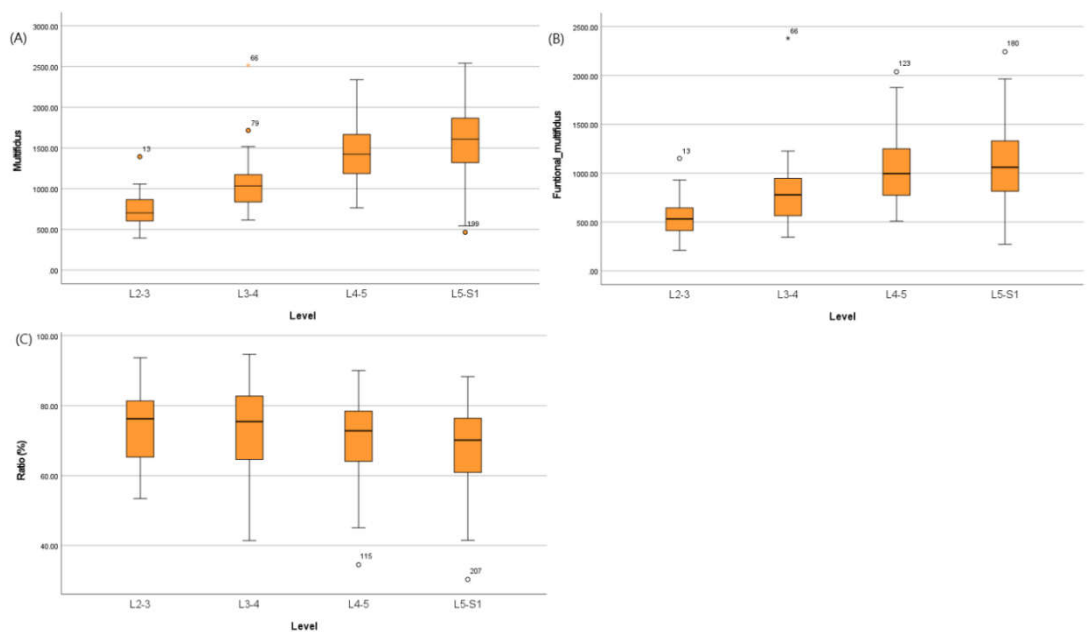 (A)
3000.00
2500.00
2000.00
1500.00
1000.00
500.00
.00
Multifidus
13
66
79
199
L2-3
L3-4
L4-5
L5-S1
Level
(B)
2500.00
2000.00
1500.00
1000.00
500.00
.00
Funtional_multifidus
13
66
123
180
L2-3
L3-4
L4-5
L5-S1
Level
(C)
100.00
80.00
60.00
40.00
Ratio (%)
115
207
L2-3
L3-4
L4-5
L5-S1
Level